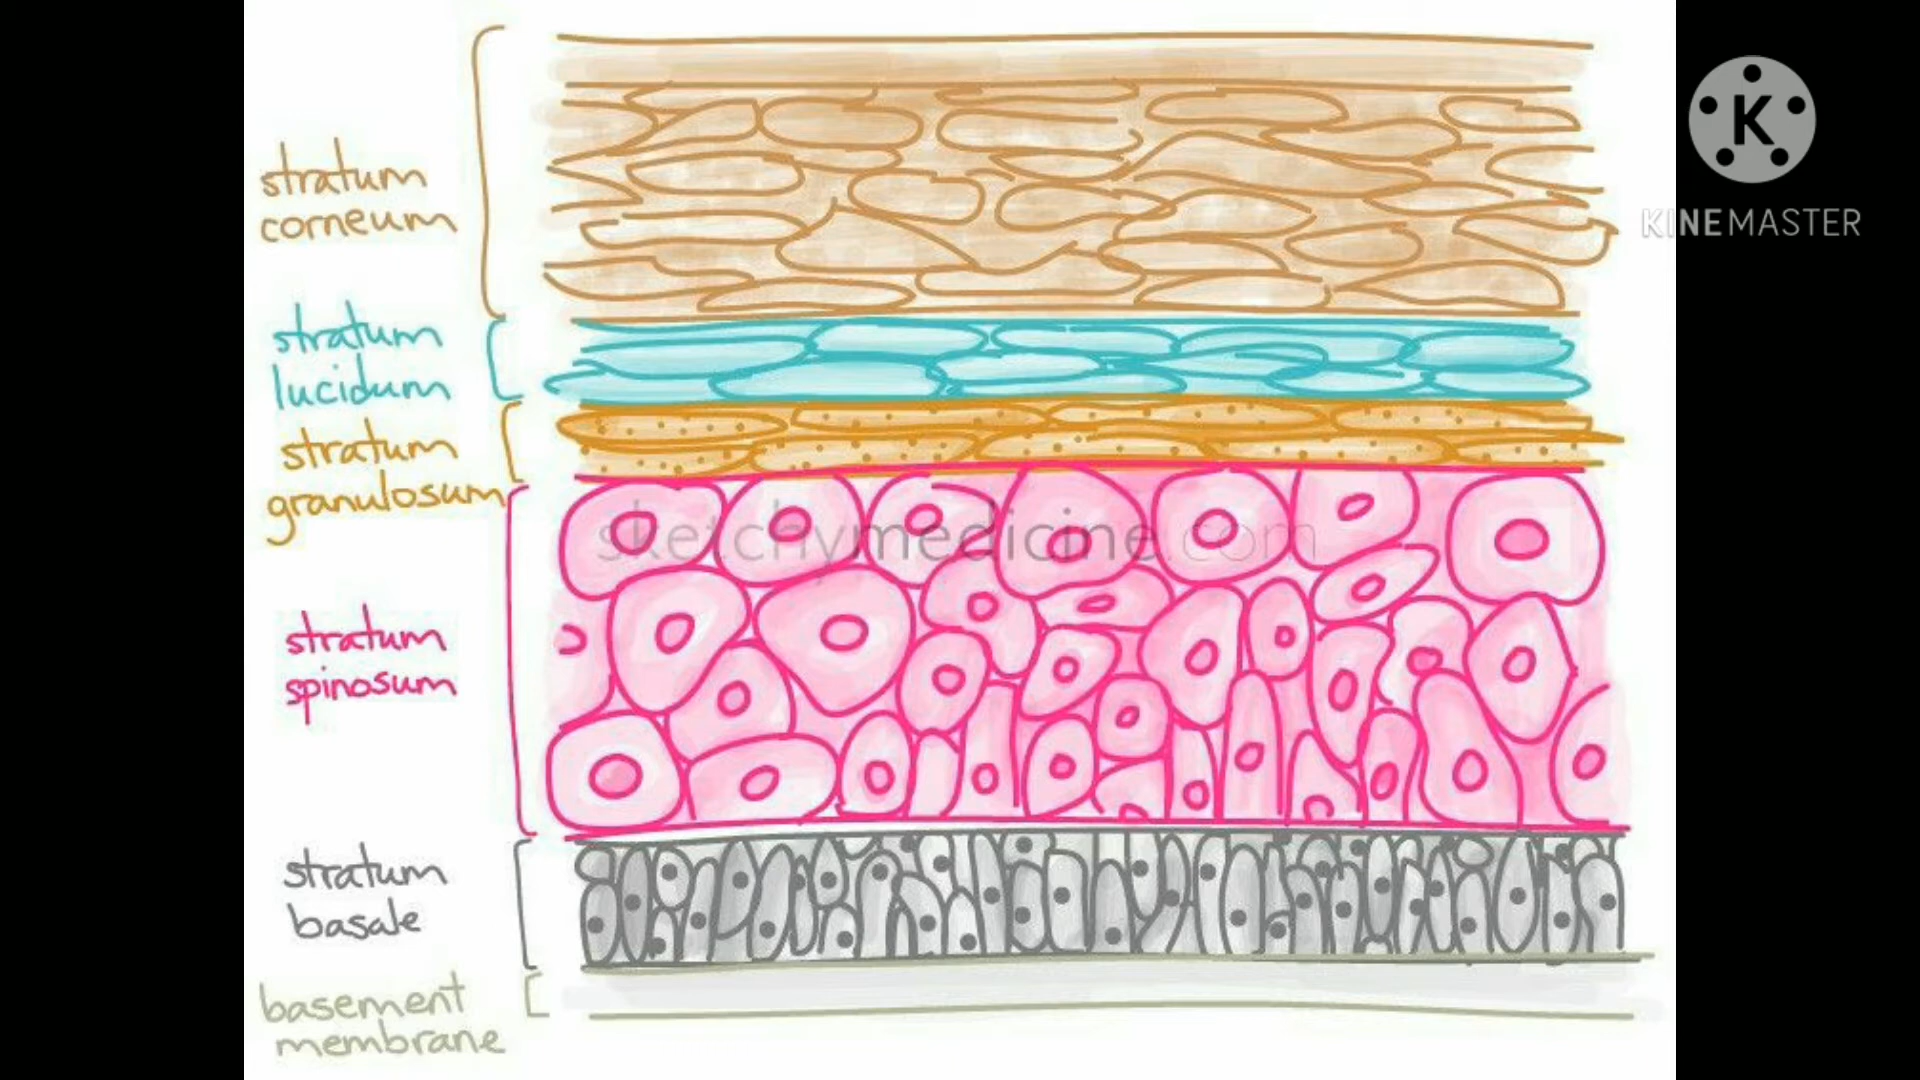 stratum
corneum
K
KINEMASTER
stratum
lucidum
stratum
granulosum
sketchymedicine.com
stratum
spinosum
stratum
basale
basement
membrane